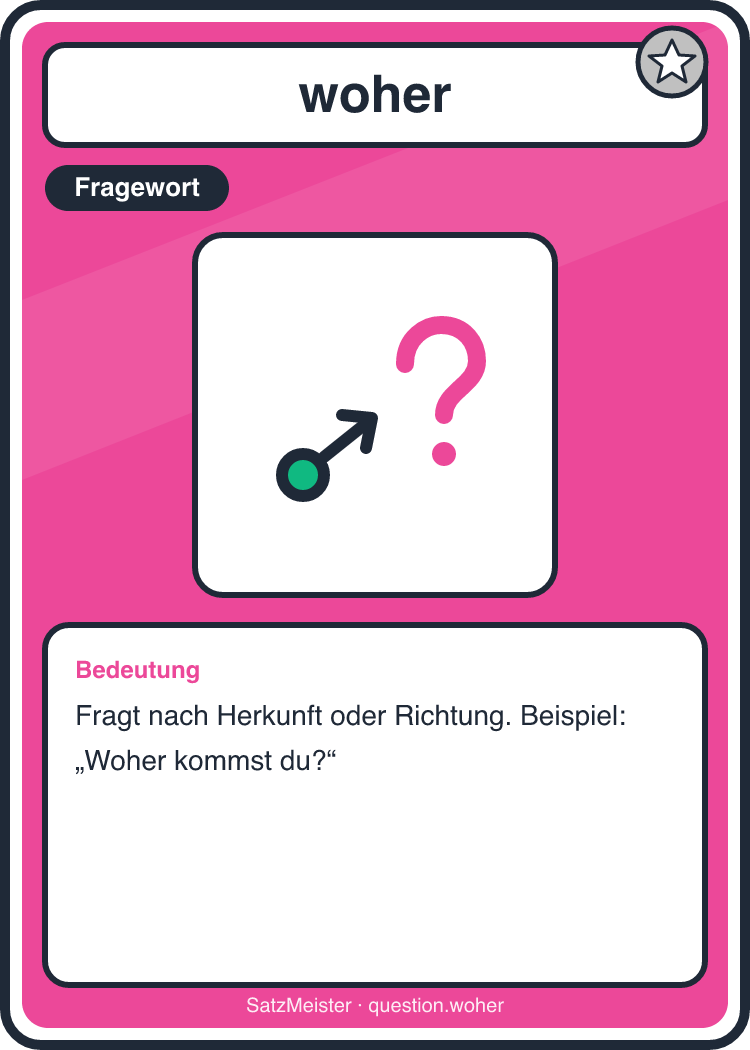 woher
Fragewort
Bedeutung
Fragt nach Herkunft oder Richtung. Beispiel:
„Woher kommst du?“
SatzMeister · question.woher